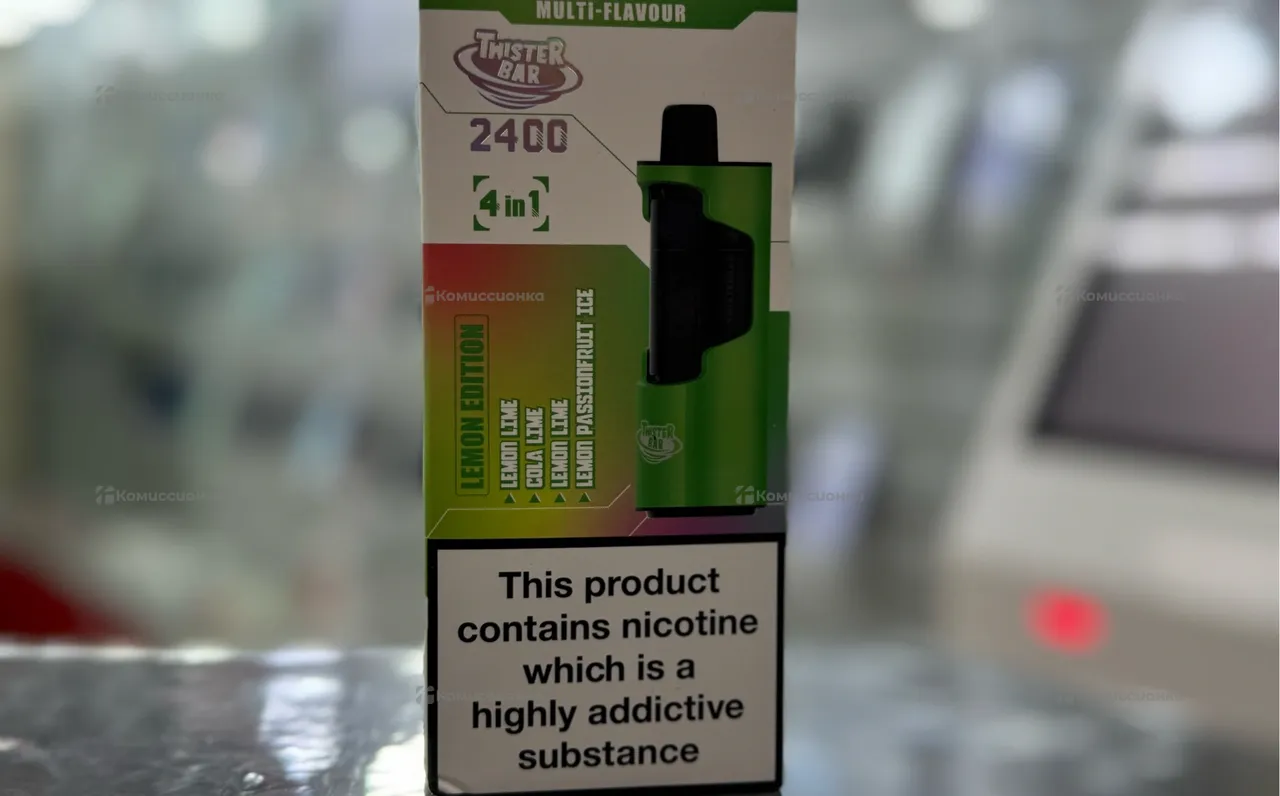 MULTI-FLAVOUR
TWISTER
BAR
2400
4 in 1
LEMON EDITION
LEMON LIME
COLA LIME
LEMON LIME
LEMON PASSIONFRUIT ICE
TWISTER
BAR
This product
contains nicotine
which is a
highly addictive
substance
Комиссионка
Комиссионка
Комиссионка
Комиссионка
Комиссионка